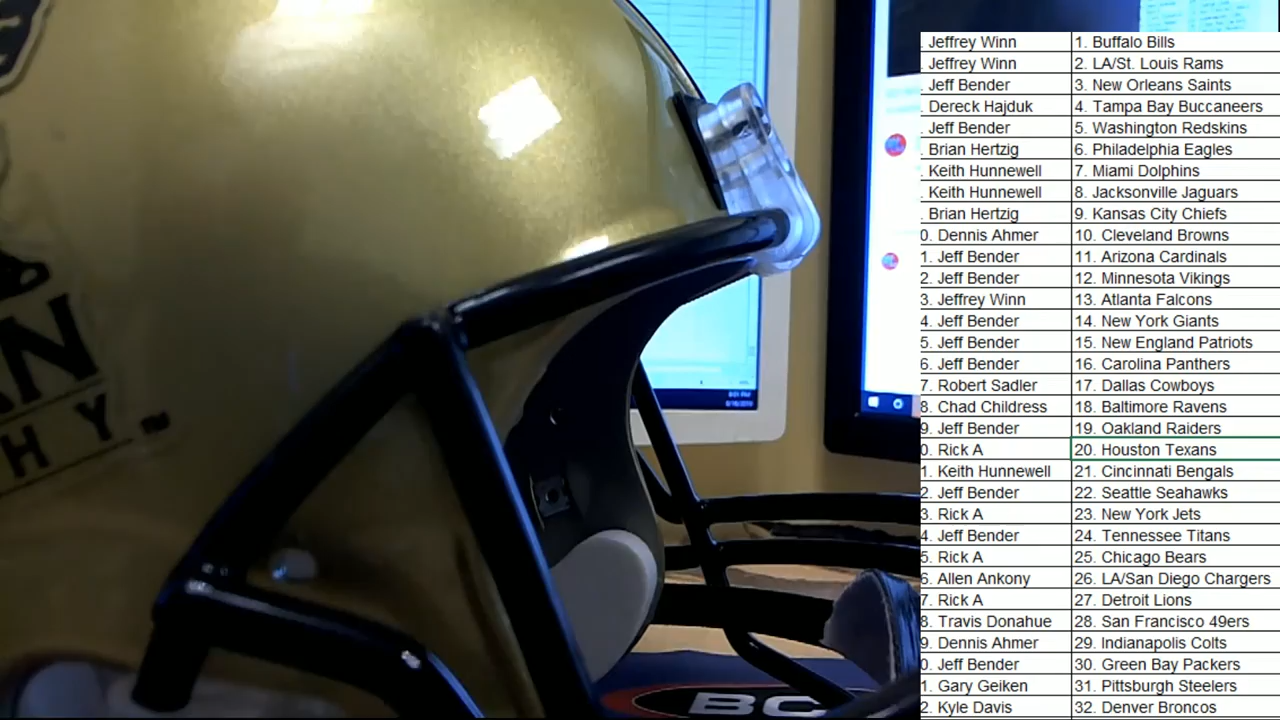 . Jeffrey Winn 1. Buffalo Bills
. Jeffrey Winn 2. LA/St. Louis Rams
. Jeff Bender 3. New Orleans Saints
. Dereck Hajduk 4. Tampa Bay Buccaneers
. Jeff Bender 5. Washington Redskins
. Brian Hertzig 6. Philadelphia Eagles
. Keith Hunnewell 7. Miami Dolphins
. Keith Hunnewell 8. Jacksonville Jaguars
. Brian Hertzig 9. Kansas City Chiefs
0. Dennis Ahmer 10. Cleveland Browns
1. Jeff Bender 11. Arizona Cardinals
2. Jeff Bender 12. Minnesota Vikings
3. Jeffrey Winn 13. Atlanta Falcons
4. Jeff Bender 14. New York Giants
5. Jeff Bender 15. New England Patriots
6. Jeff Bender 16. Carolina Panthers
7. Robert Sadler 17. Dallas Cowboys
8. Chad Childress 18. Baltimore Ravens
9. Jeff Bender 19. Oakland Raiders
0. Rick A 20. Houston Texans
1. Keith Hunnewell 21. Cincinnati Bengals
2. Jeff Bender 22. Seattle Seahawks
3. Rick A 23. New York Jets
4. Jeff Bender 24. Tennessee Titans
5. Rick A 25. Chicago Bears
6. Allen Ankony 26. LA/San Diego Chargers
7. Rick A 27. Detroit Lions
8. Travis Donahue 28. San Francisco 49ers
9. Dennis Ahmer 29. Indianapolis Colts
0. Jeff Bender 30. Green Bay Packers
1. Gary Geiken 31. Pittsburgh Steelers
2. Kyle Davis 32. Denver Broncos
N
HY
BC